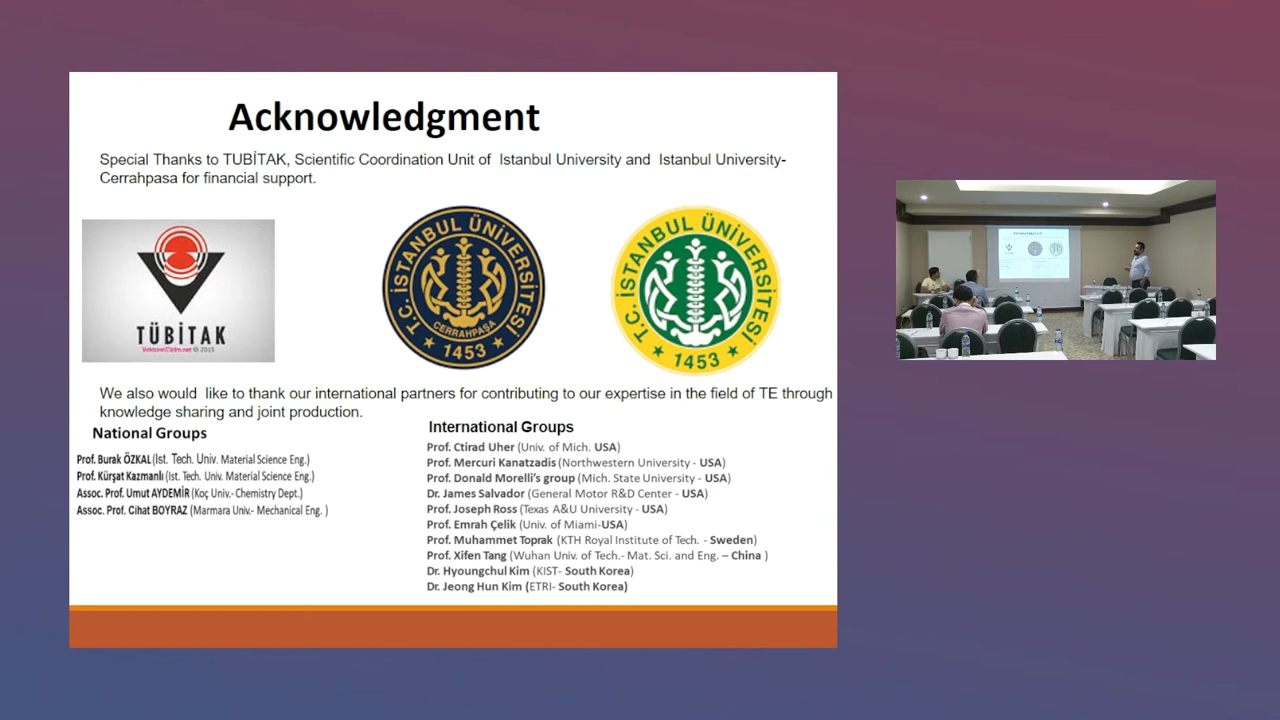 Acknowledgment
Special Thanks to TUBİTAK, Scientific Coordination Unit of Istanbul University and Istanbul University-
Cerrahpasa for financial support.
TÜBİTAK
VektorelCizim.net © 2015
T.C. İSTANBUL ÜNİVERSİTESİ
CERRAHPAŞA
★ 1453 ★
T.C. İSTANBUL ÜNİVERSİTESİ
★ 1453 ★
We also would like to thank our international partners for contributing to our expertise in the field of TE through
knowledge sharing and joint production.
National Groups
Prof. Burak ÖZKAL (Ist. Tech. Univ. Material Science Eng.)
Prof. Kürşat Kazmanlı (Ist. Tech. Univ. Material Science Eng.)
Assoc. Prof. Umut AYDEMİR (Koç Univ.- Chemistry Dept.)
Assoc. Prof. Cihat BOYRAZ (Marmara Univ.- Mechanical Eng. )
International Groups
Prof. Ctirad Uher (Univ. of Mich. USA)
Prof. Mercuri Kanatzadis (Northwestern University - USA)
Prof. Donald Morelli's group (Mich. State University - USA)
Dr. James Salvador (General Motor R&D Center - USA)
Prof. Joseph Ross (Texas A&U University - USA)
Prof. Emrah Çelik (Univ. of Miami-USA)
Prof. Muhammet Toprak (KTH Royal Institute of Tech. - Sweden)
Prof. Xifen Tang (Wuhan Univ. of Tech.- Mat. Sci. and Eng. – China )
Dr. Hyoungchul Kim (KIST- South Korea)
Dr. Jeong Hun Kim (ETRI- South Korea)